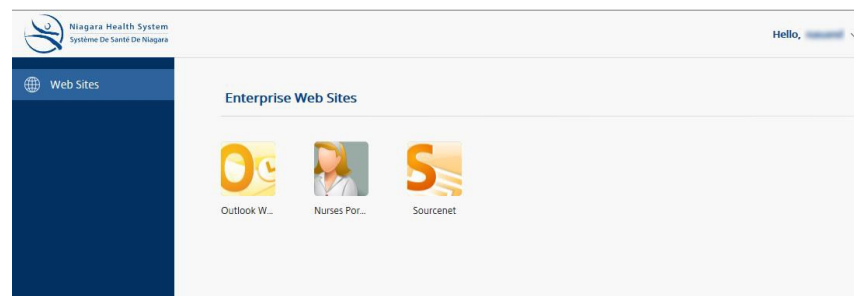 Niagara Health System
Système De Santé De Niagara
Hello,
Web Sites
Enterprise Web Sites
Outlook W...
Nurses Por...
Sourcenet